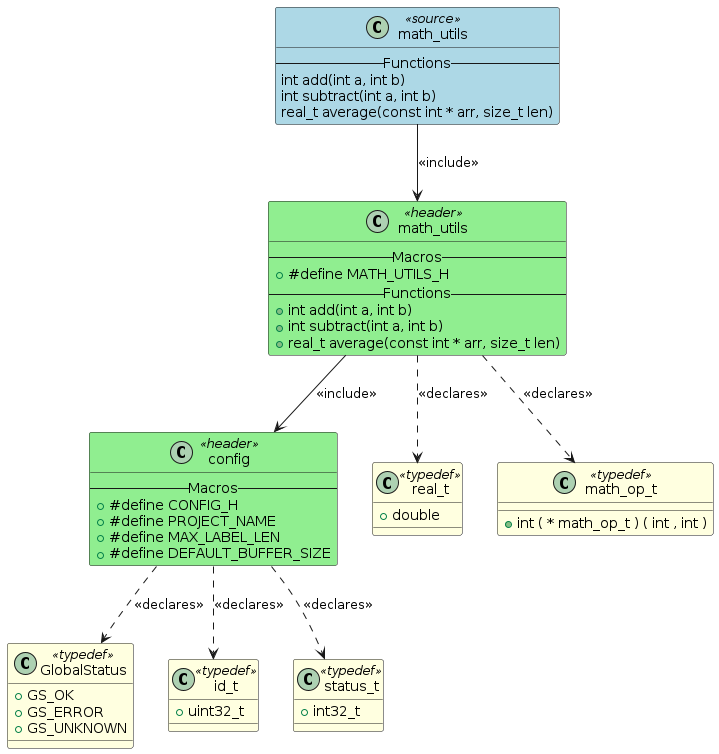 «source»
C math_utils
Functions
int add(int a, int b)
int subtract(int a, int b)
real_t average(const int * arr, size_t len)
«include»
«header»
C math_utils
Macros
#define MATH_UTILS_H
Functions
int add(int a, int b)
int subtract(int a, int b)
real_t average(const int * arr, size_t len)
«include»
«declares»
«declares»
«header»
C config
Macros
#define CONFIG_H
#define PROJECT_NAME
#define MAX_LABEL_LEN
#define DEFAULT_BUFFER_SIZE
«typedef»
C real_t
double
«typedef»
C math_op_t
int ( * math_op_t ) ( int , int )
«declares»
«declares»
«declares»
«typedef»
C GlobalStatus
GS_OK
GS_ERROR
GS_UNKNOWN
«typedef»
C id_t
uint32_t
«typedef»
C status_t
int32_t